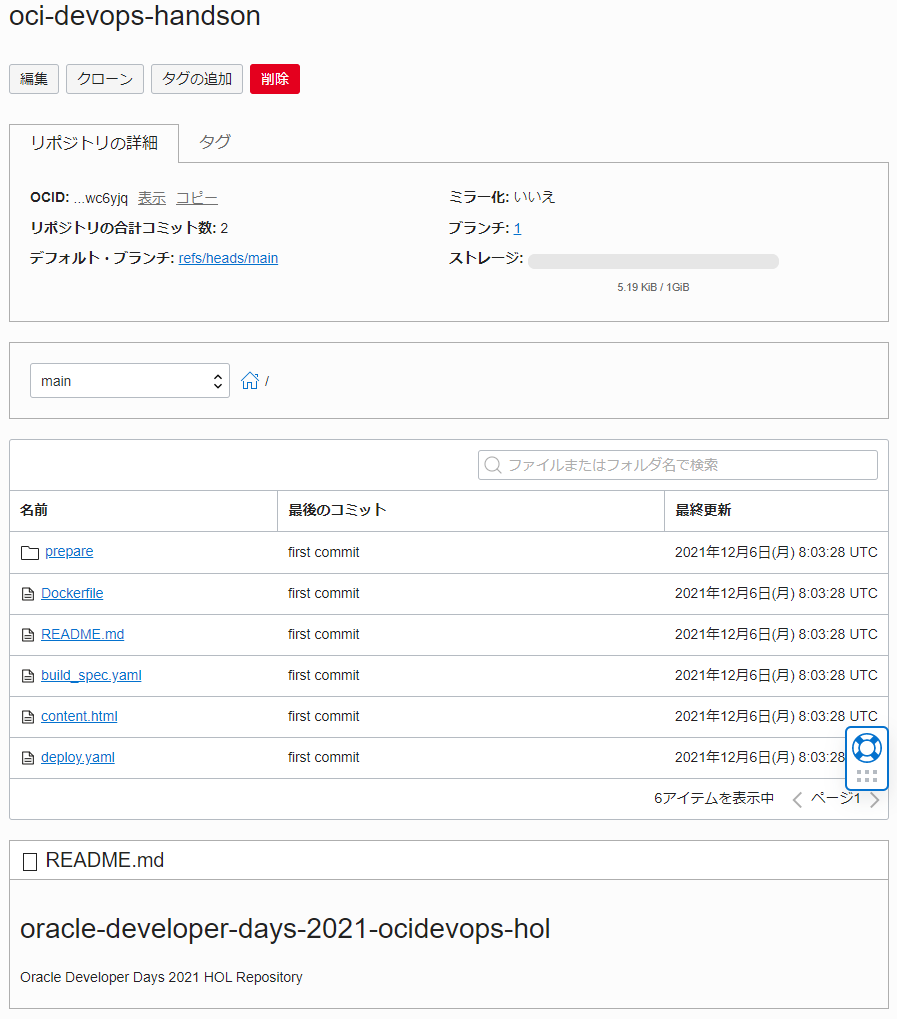 oci-devops-handson
編集 クローン タグの追加 削除
リポジトリの詳細 タグ
OCID: ...wc6yjq 表示 コピー
リポジトリの合計コミット数: 2
デフォルト・ブランチ: refs/heads/main
ミラー化: いいえ
ブランチ: 1
ストレージ:
5.19 KiB / 1GiB
main /
ファイルまたはフォルダ名で検索
名前 最後のコミット 最終更新
prepare first commit 2021年12月6日(月) 8:03:28 UTC
Dockerfile first commit 2021年12月6日(月) 8:03:28 UTC
README.md first commit 2021年12月6日(月) 8:03:28 UTC
build_spec.yaml first commit 2021年12月6日(月) 8:03:28 UTC
content.html first commit 2021年12月6日(月) 8:03:28 UTC
deploy.yaml first commit 2021年12月6日(月) 8:03:28
6アイテムを表示中 ページ1
README.md
oracle-developer-days-2021-ocidevops-hol
Oracle Developer Days 2021 HOL Repository